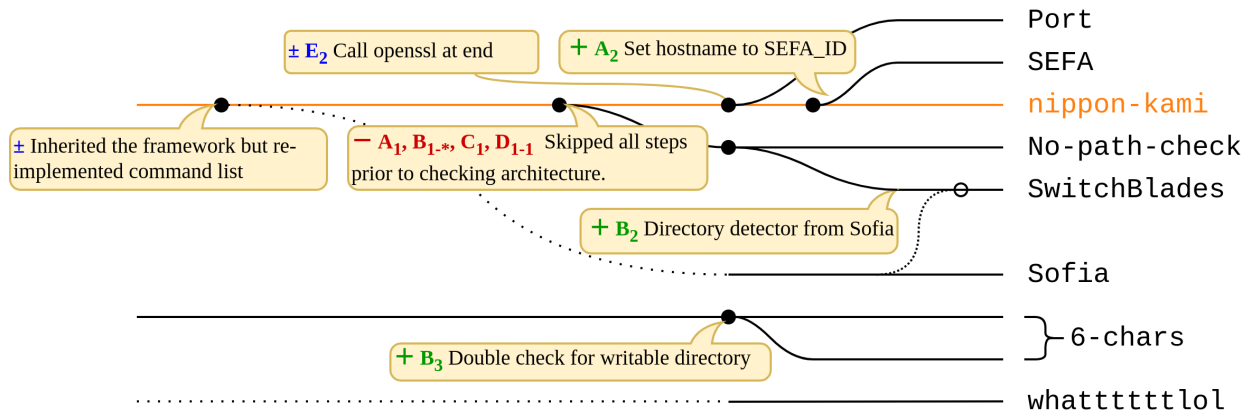 Port
± E2 Call openssl at end
+ A2 Set hostname to SEFA_ID
SEFA
nippon-kami
± Inherited the framework but re-
implemented command list
− A1, B1-*, C1, D1-1 Skipped all steps
prior to checking architecture.
No-path-check
SwitchBlades
+ B2 Directory detector from Sofia
Sofia
6-chars
+ B3 Double check for writable directory
whattttttlol